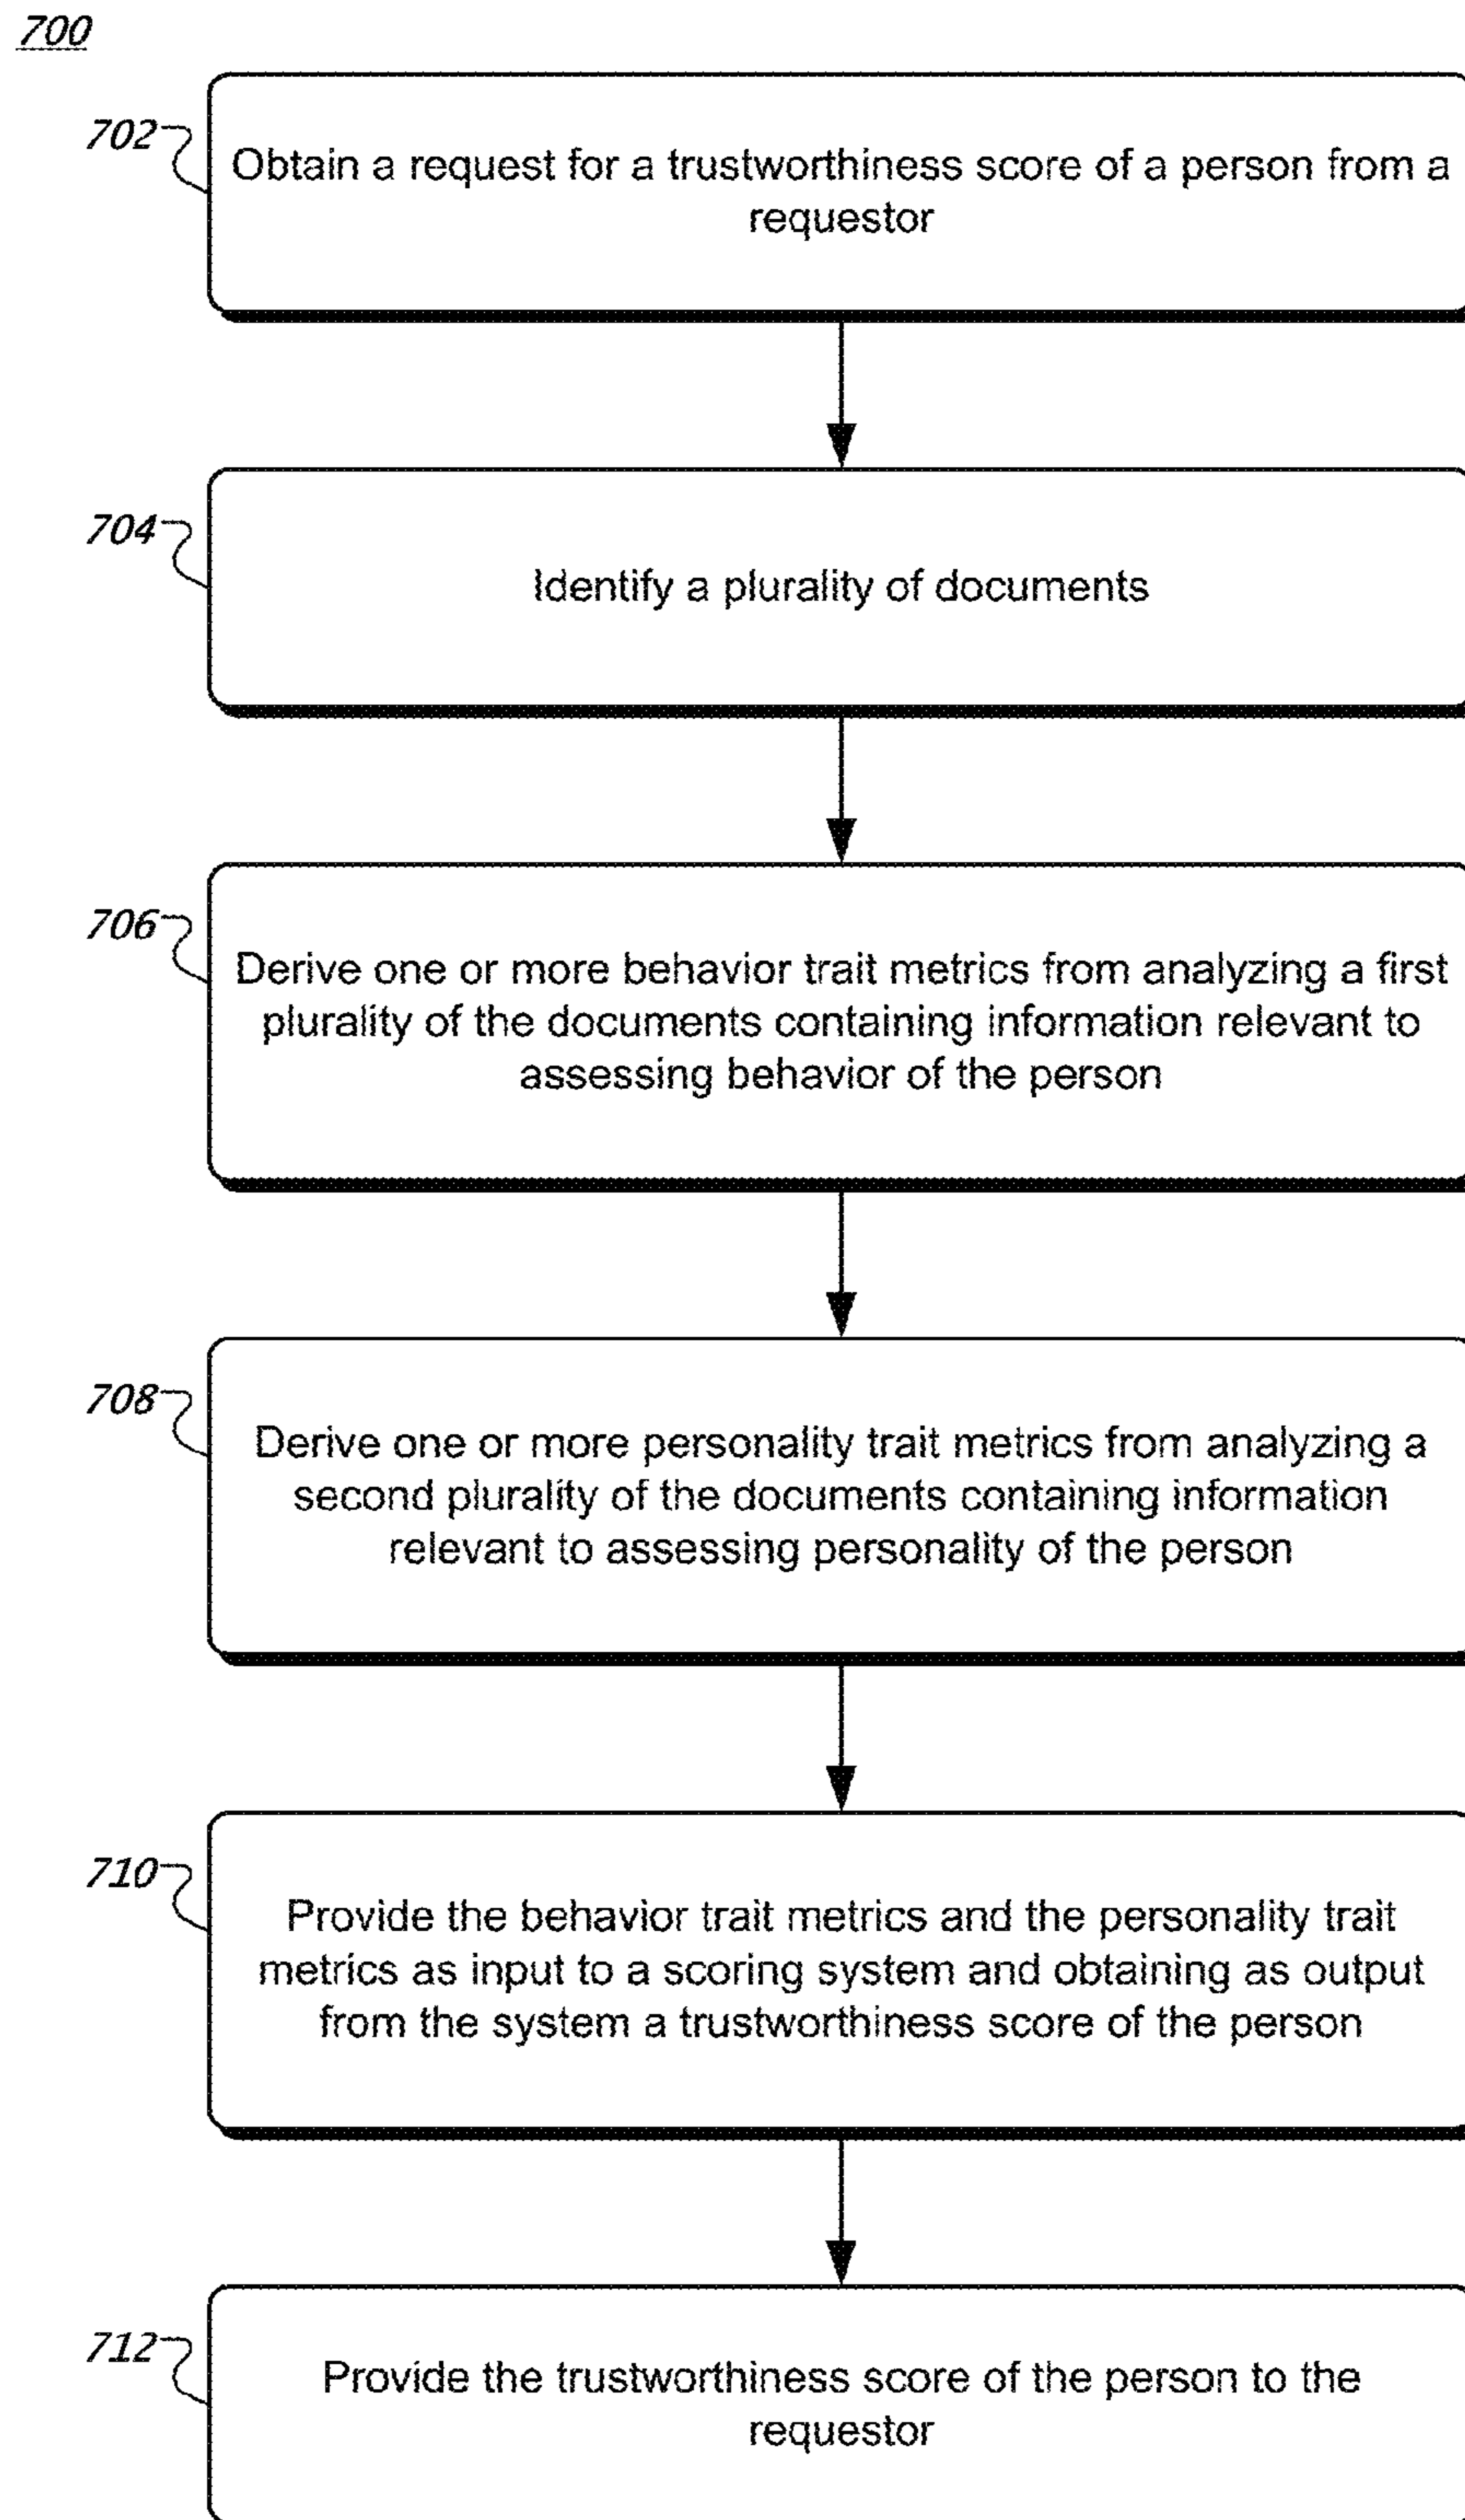 700
702
Obtain a request for a trustworthiness score of a person from a
requestor
704
Identify a plurality of documents
706
Derive one or more behavior trait metrics from analyzing a first
plurality of the documents containing information relevant to
assessing behavior of the person
708
Derive one or more personality trait metrics from analyzing a
second plurality of the documents containing information
relevant to assessing personality of the person
710
Provide the behavior trait metrics and the personality trait
metrics as input to a scoring system and obtaining as output
from the system a trustworthiness score of the person
712
Provide the trustworthiness score of the person to the
requestor